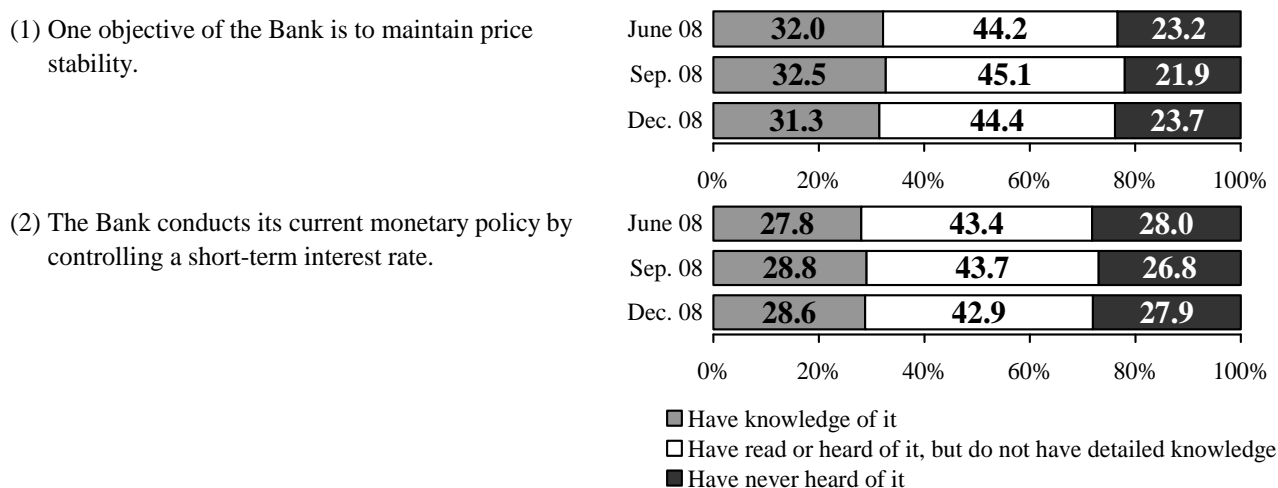 (1) One objective of the Bank is to maintain price
stability.
June 08 32.0 44.2 23.2
Sep. 08 32.5 45.1 21.9
Dec. 08 31.3 44.4 23.7
0% 20% 40% 60% 80% 100%
(2) The Bank conducts its current monetary policy by
controlling a short-term interest rate.
June 08 27.8 43.4 28.0
Sep. 08 28.8 43.7 26.8
Dec. 08 28.6 42.9 27.9
0% 20% 40% 60% 80% 100%
Have knowledge of it
Have read or heard of it, but do not have detailed knowledge
Have never heard of it